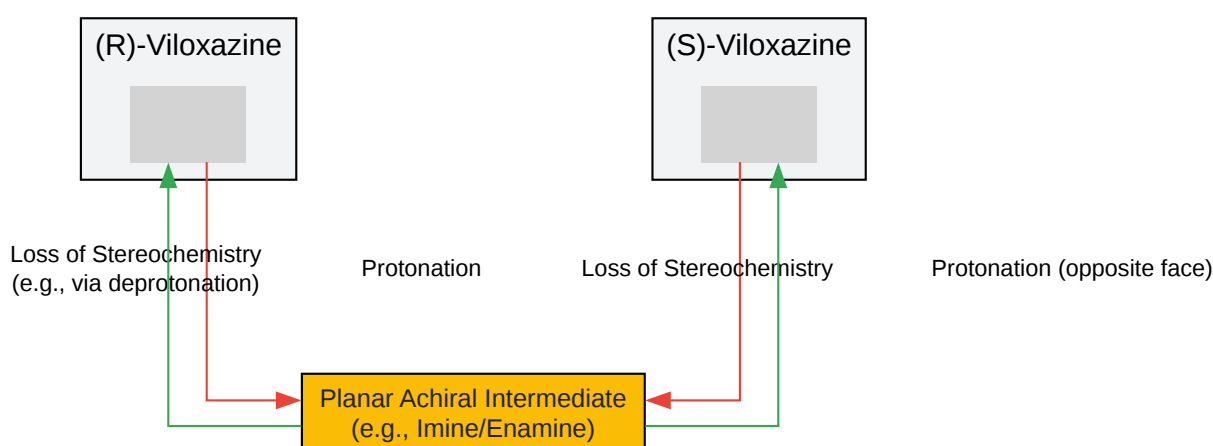 (R)-Viloxazine
(S)-Viloxazine
Loss of Stereochemistry
(e.g., via deprotonation)
Protonation
Loss of Stereochemistry
Protonation (opposite face)
Planar Achiral Intermediate
(e.g., Imine/Enamine)